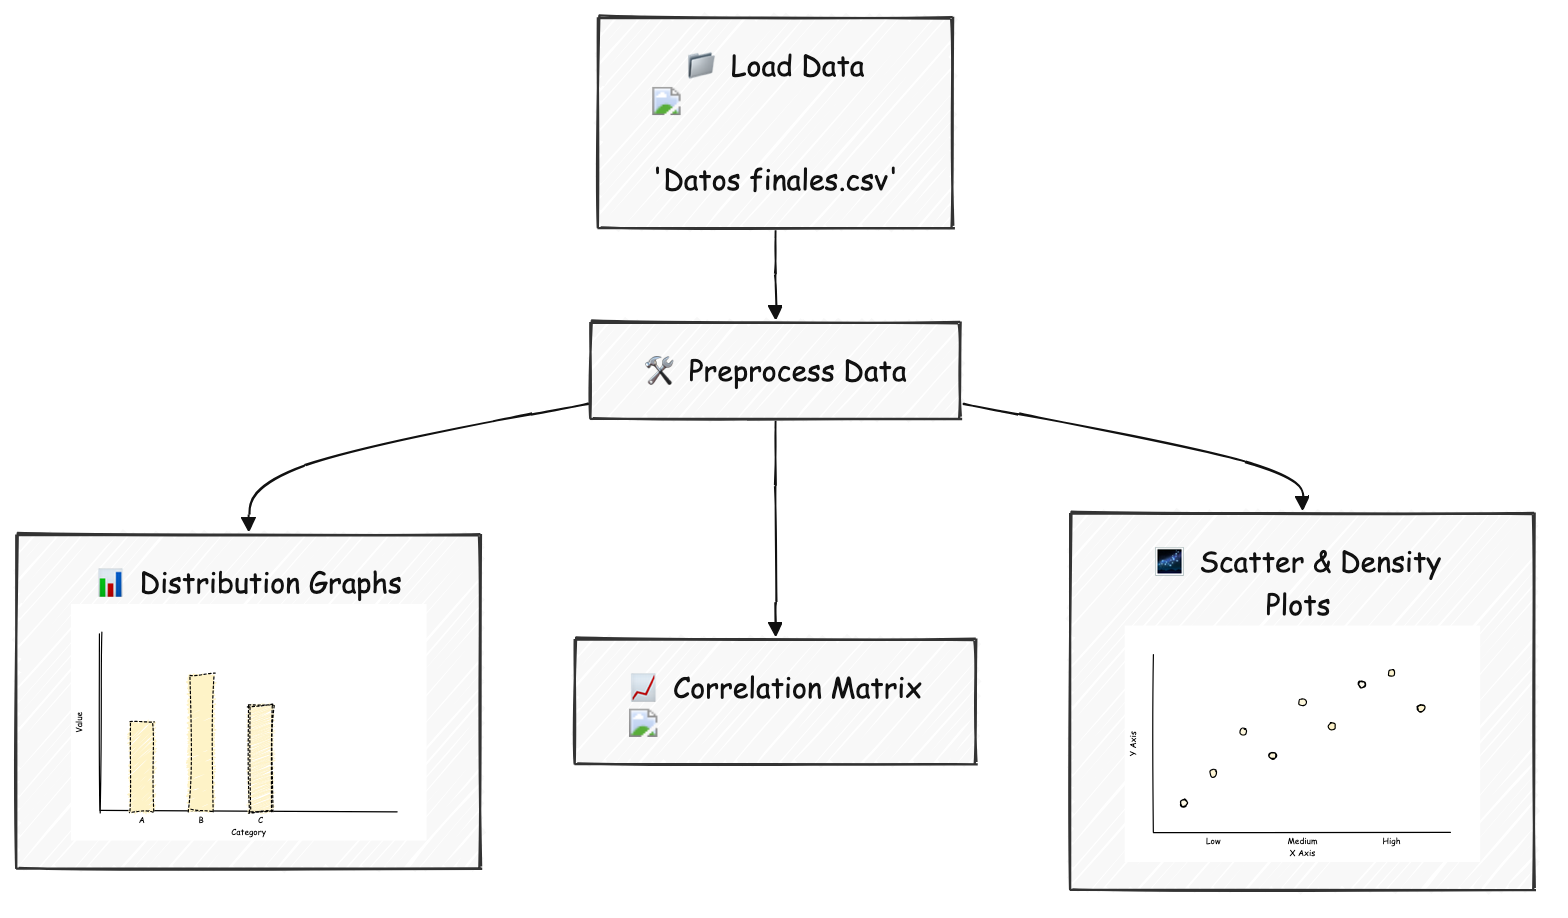 Load Data
'Datos finales.csv'
Preprocess Data
Distribution Graphs
Value
A B C
Category
Correlation Matrix
Scatter & Density
Plots
Y Axis
Low Medium High
X Axis